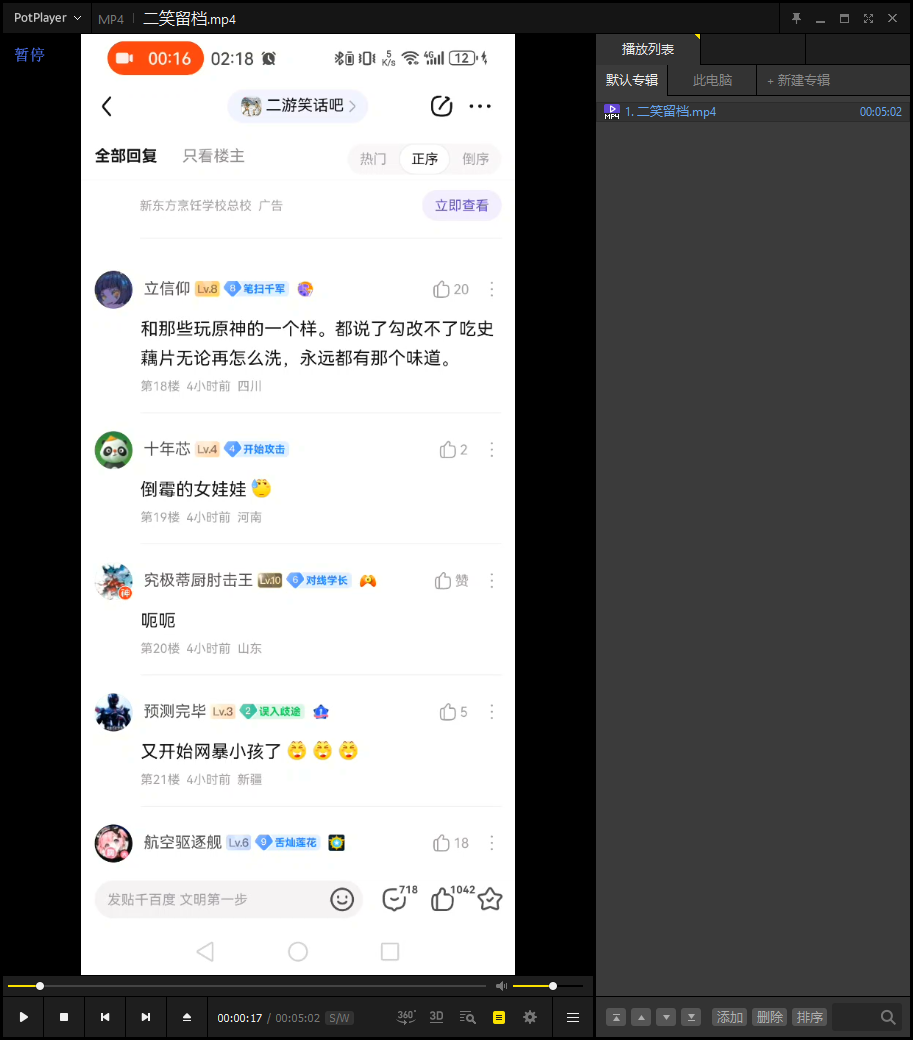 PotPlayer
MP4
二笑留档.mp4
暂停
00:16
02:18
5
K/s
4G
12
二游笑话吧
全部回复
只看楼主
热门
正序
倒序
新东方烹饪学校总校 广告
立即查看
立信仰 Lv.8 8 笔扫千军
20
和那些玩原神的一个样。都说了勾改不了吃史
藕片无论再怎么洗，永远都有那个味道。
第18楼 4小时前 四川
十年芯 Lv.4 4 开始攻击
2
倒霉的女娃娃
第19楼 4小时前 河南
究极蒂厨肘击王 Lv.10 6 对线学长
赞
呃呃
第20楼 4小时前 山东
预测完毕 Lv.3 2 误入歧途
5
又开始网暴小孩了
第21楼 4小时前 新疆
航空驱逐舰 Lv.6 9 舌灿莲花
18
发贴千百度 文明第一步
718
1042
00:00:17 / 00:05:02 S/W
360°
3D
播放列表
默认专辑
此电脑
+ 新建专辑
MP4
1. 二笑留档.mp4
00:05:02
添加
删除
排序